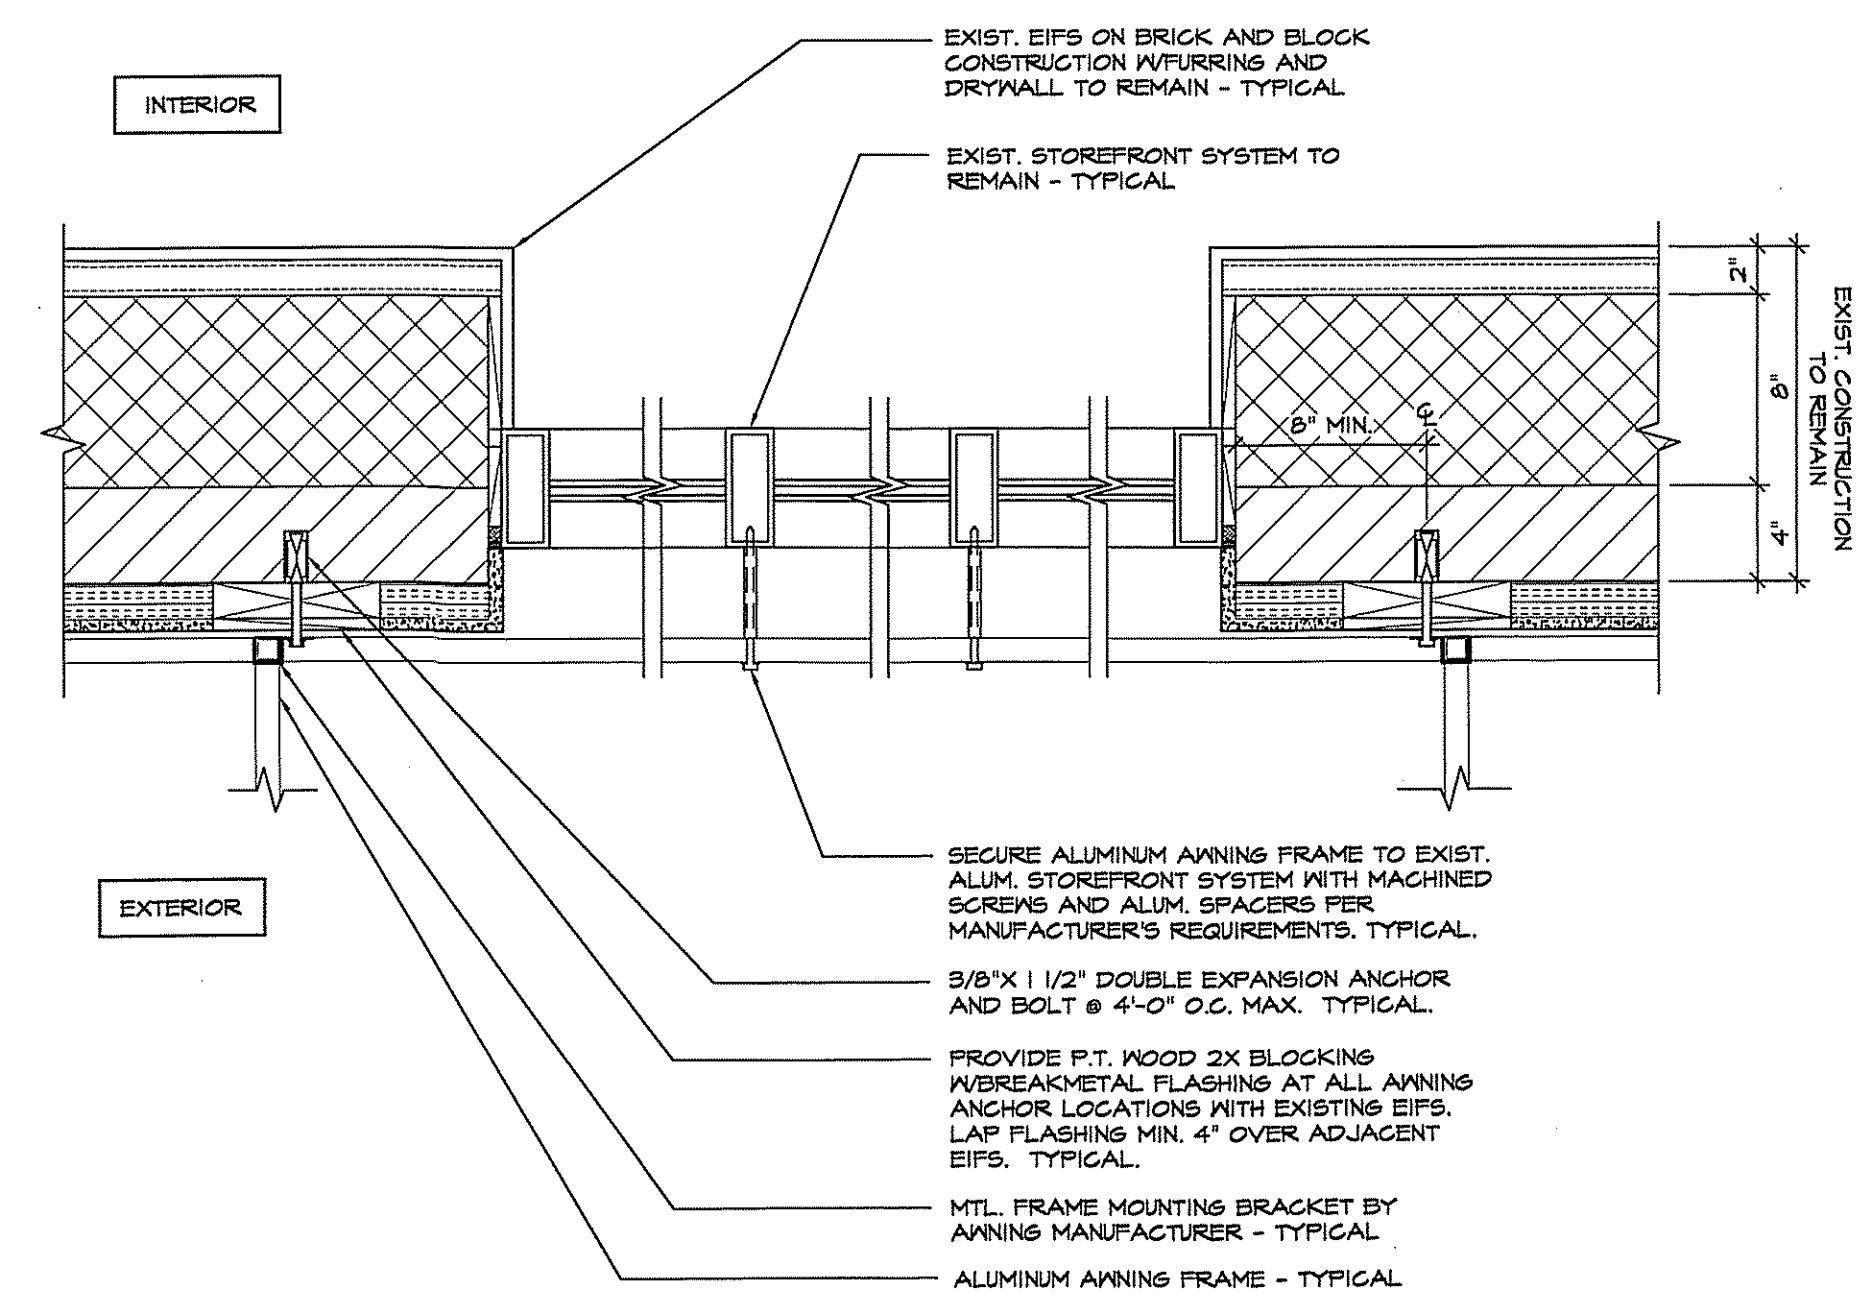 INTERIOR
EXIST. EIFS ON BRICK AND BLOCK
CONSTRUCTION W/FURRING AND
DRYWALL TO REMAIN - TYPICAL
EXIST. STOREFRONT SYSTEM TO
REMAIN - TYPICAL
2"
8"
4"
EXIST. CONSTRUCTION
TO REMAIN
8" MIN.
℄
EXTERIOR
SECURE ALUMINUM AWNING FRAME TO EXIST.
ALUM. STOREFRONT SYSTEM WITH MACHINED
SCREWS AND ALUM. SPACERS PER
MANUFACTURER'S REQUIREMENTS. TYPICAL.
3/8"X 1 1/2" DOUBLE EXPANSION ANCHOR
AND BOLT @ 4'-0" O.C. MAX. TYPICAL.
PROVIDE P.T. WOOD 2X BLOCKING
W/BREAKMETAL FLASHING AT ALL AWNING
ANCHOR LOCATIONS WITH EXISTING EIFS.
LAP FLASHING MIN. 4" OVER ADJACENT
EIFS. TYPICAL.
MTL. FRAME MOUNTING BRACKET BY
AWNING MANUFACTURER - TYPICAL
ALUMINUM AWNING FRAME - TYPICAL